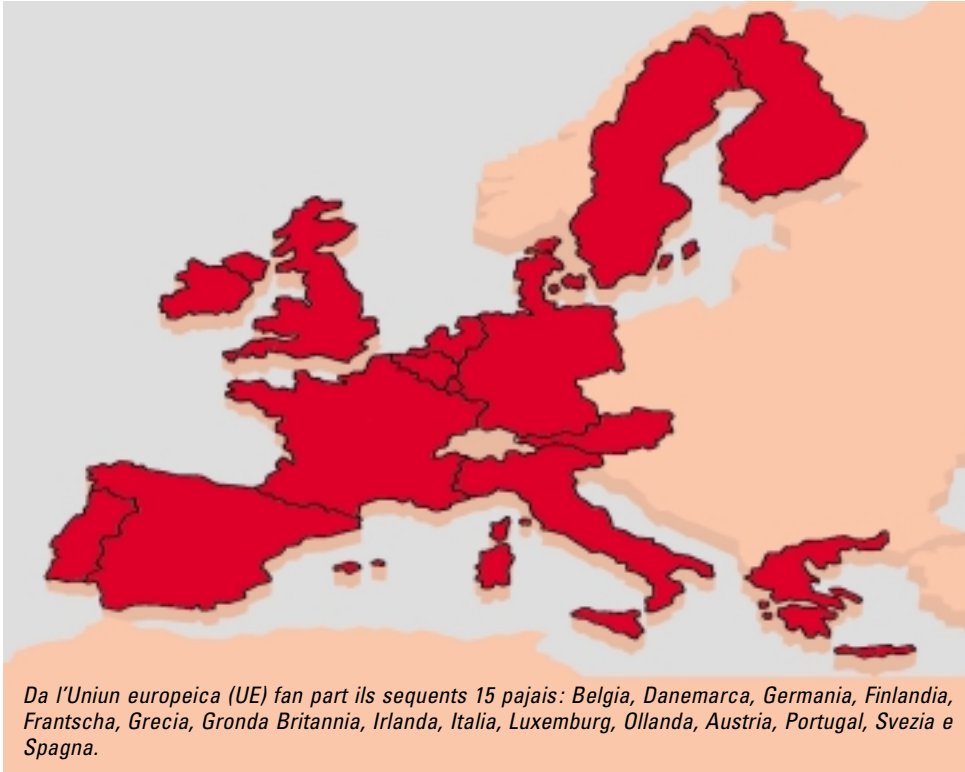 Da l'Uniun europeica (UE) fan part ils sequents 15 pajais: Belgia, Danemarca, Germania, Finlandia,
Frantscha, Grecia, Gronda Britannia, Irlanda, Italia, Luxemburg, Ollanda, Austria, Portugal, Svezia e
Spagna.